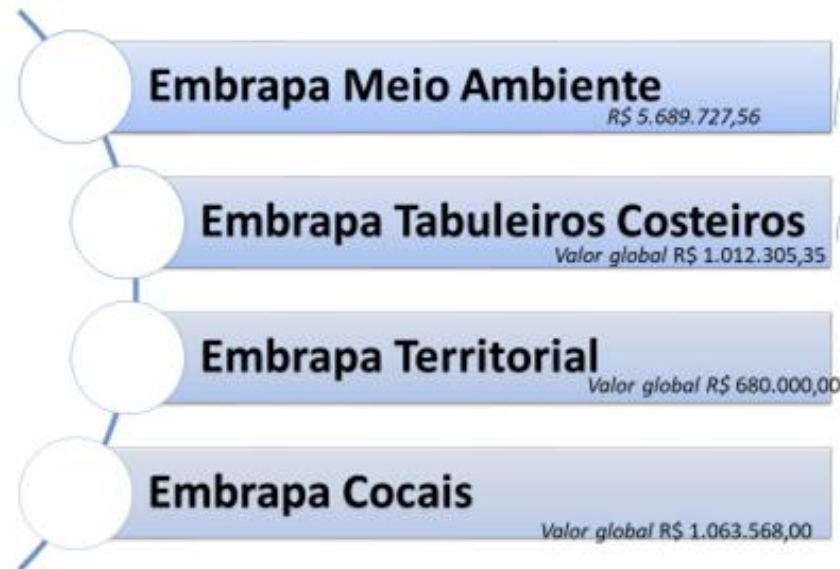 Embrapa Meio Ambiente
R$ 5.689.727,56
Embrapa Tabuleiros Costeiros
Valor global R$ 1.012.305,35
Embrapa Territorial
Valor global R$ 680.000,00
Embrapa Cocais
Valor global R$ 1.063.568,00